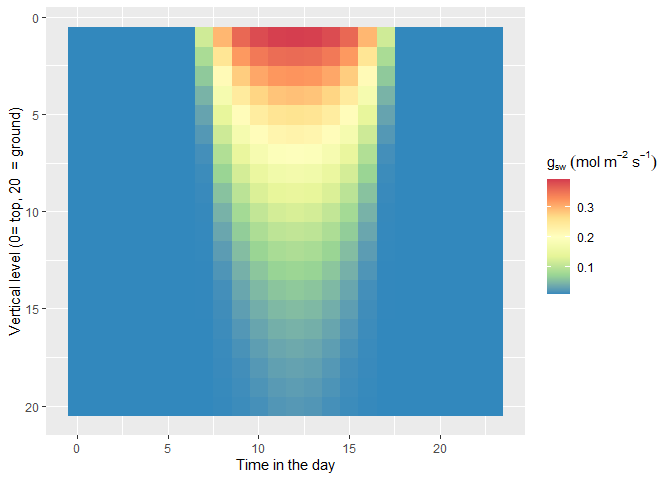 0
5
10
15
20
Vertical level (0= top, 20 = ground)
0 5 10 15 20
Time in the day
gsw (mol m−2 s−1)
0.3
0.2
0.1